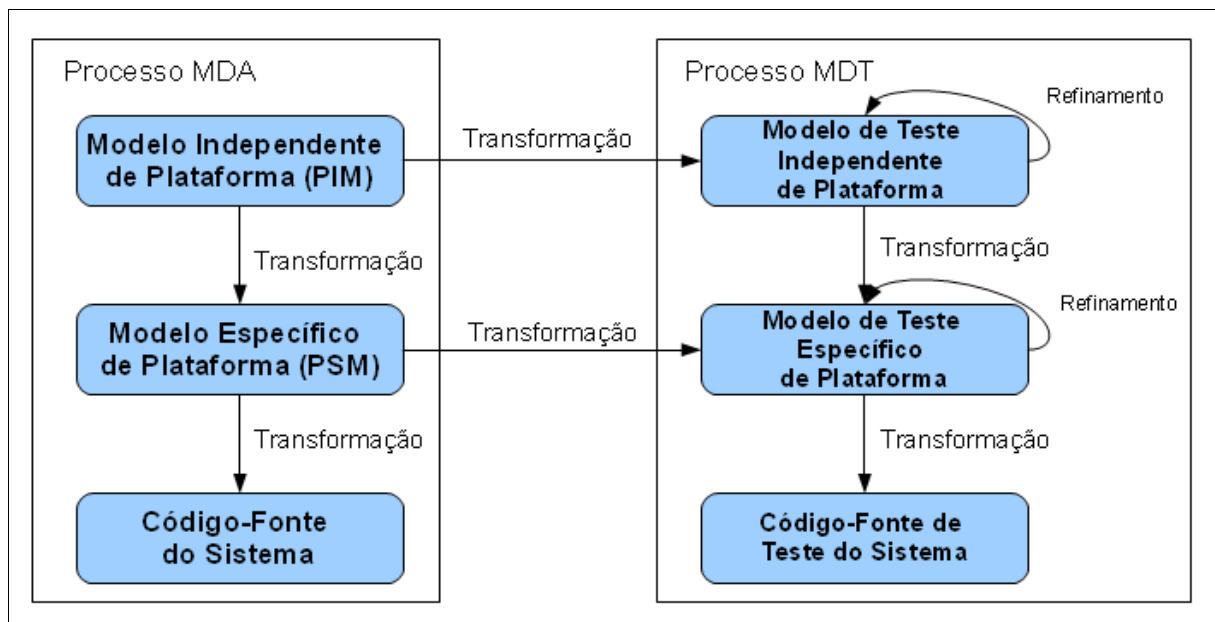 Processo MDA
Modelo Independente
de Plataforma (PIM)
Transformação
Modelo Específico
de Plataforma (PSM)
Transformação
Código-Fonte
do Sistema
Transformação
Transformação
Processo MDT
Refinamento
Modelo de Teste
Independente
de Plataforma
Transformação
Refinamento
Modelo de Teste
Específico
de Plataforma
Transformação
Código-Fonte de
Teste do Sistema